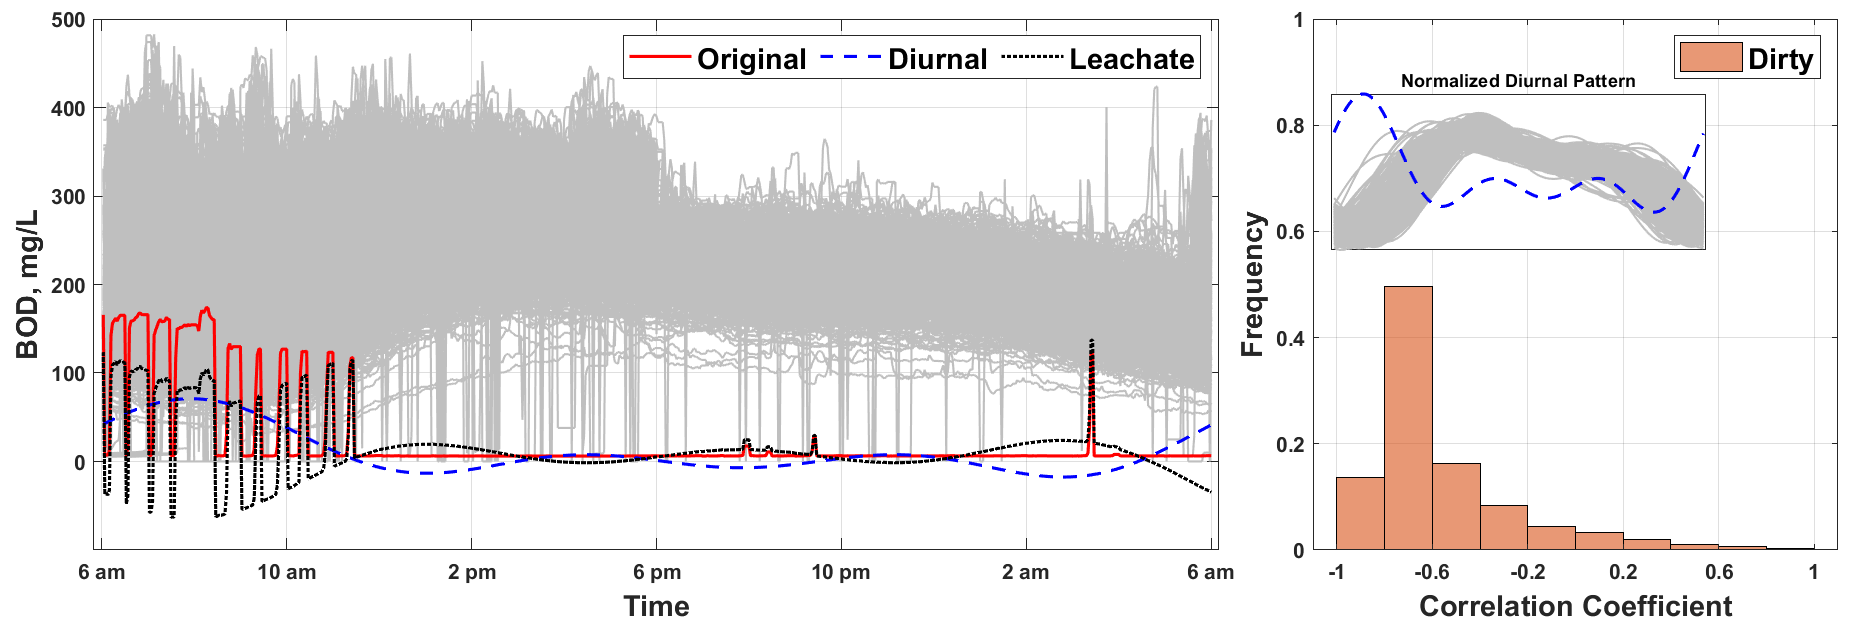 500
400
300
200
100
0
BOD, mg/L
Original Diurnal Leachate
6 am 10 am 2 pm 6 pm 10 pm 2 am 6 am
Time
1
0.8
0.6
0.4
0.2
0
Frequency
Dirty
Normalized Diurnal Pattern
-1 -0.6 -0.2 0.2 0.6 1
Correlation Coefficient